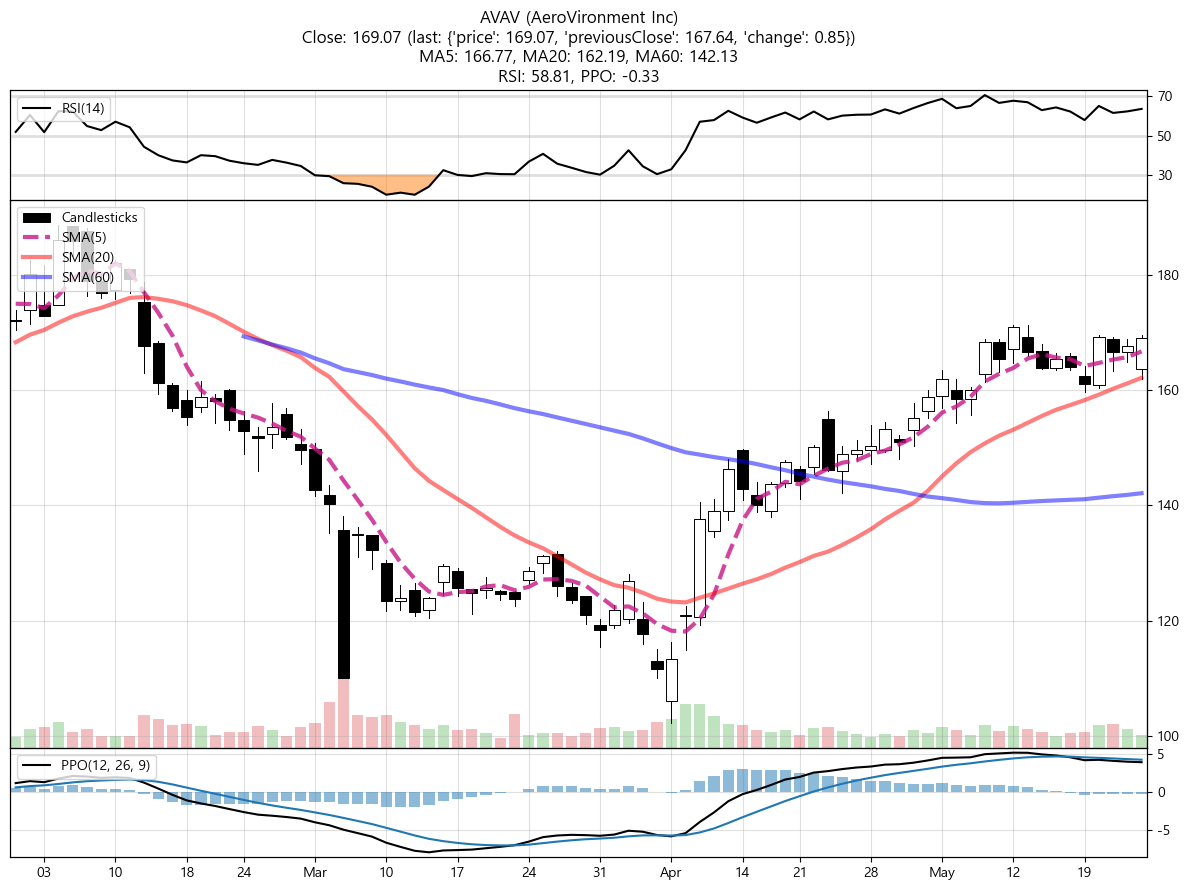 AVAV (AeroVironment Inc)
Close: 169.07 (last: {'price': 169.07, 'previousClose': 167.64, 'change': 0.85})
MA5: 166.77, MA20: 162.19, MA60: 142.13
RSI: 58.81, PPO: -0.33
RSI(14)
70
50
30
Candlesticks
SMA(5)
SMA(20)
SMA(60)
180
160
140
120
100
PPO(12, 26, 9)
5
0
-5
03 10 18 24 Mar 10 17 24 31 Apr 14 21 28 May 12 19